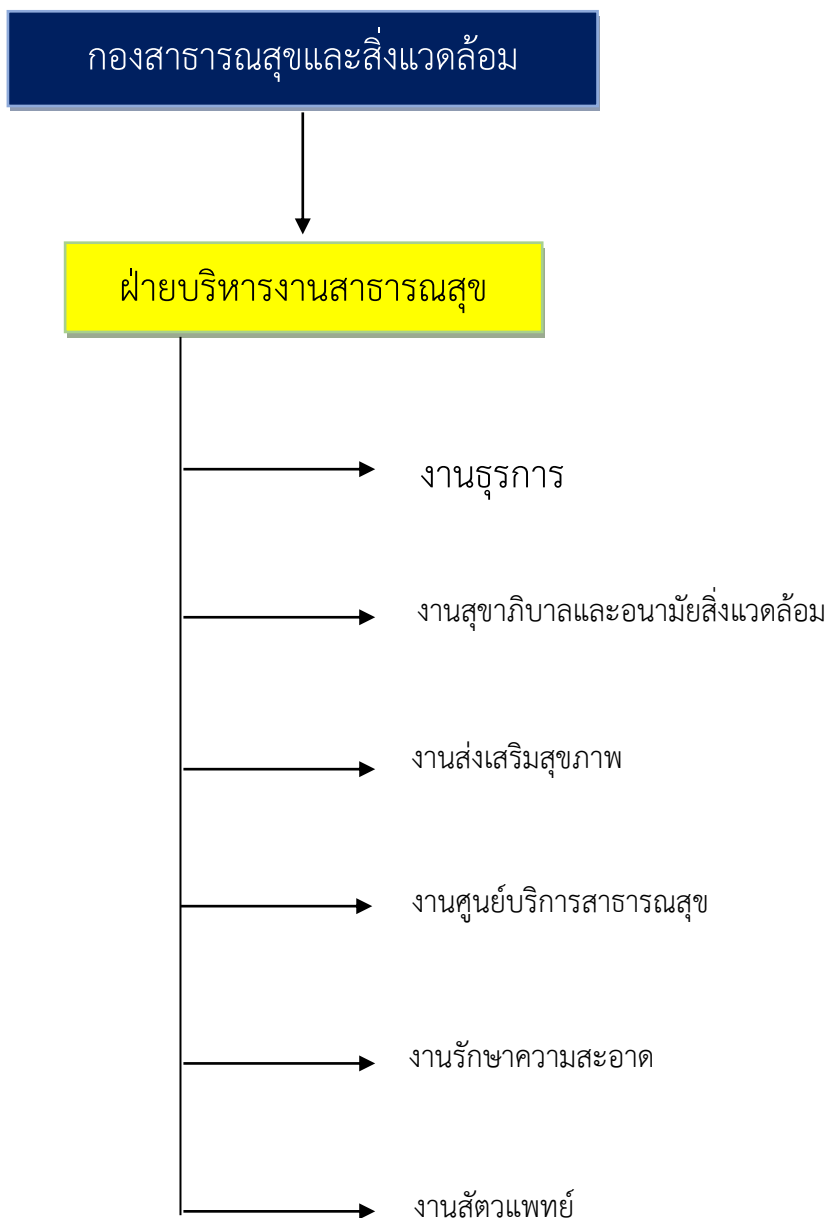 กองสาธารณสุขและสิ่งแวดล้อม
ฝ่ายบริหารงานสาธารณสุข
งานธุรการ
งานสุขาภิบาลและอนามัยสิ่งแวดล้อม
งานส่งเสริมสุขภาพ
งานศูนย์บริการสาธารณสุข
งานรักษาความสะอาด
งานสัตวแพทย์